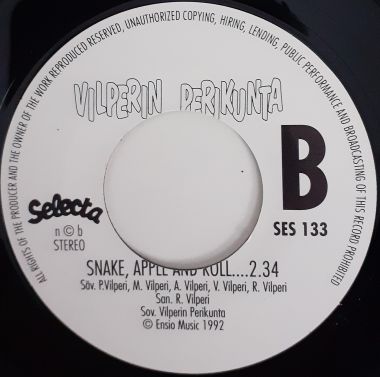 ALL RIGHTS OF THE PRODUCER AND THE OWNER OF THE WORK REPRODUCED RESERVED, UNAUTHORIZED COPYING, HIRING, LENDING, PUBLIC PERFORMANCE AND BROADCASTING OF THIS RECORD PROHIBITED
VILPERIN PERIKUNTA
B
Selecta
SES 133
n © b
STEREO
SNAKE, APPLE AND ROLL....2.34
Säv. P.Vilperi, M. Vilperi, A. Vilperi, V. Vilperi, R. Vilperi
San. R. Vilperi
Sov. Vilperin Perikunta
© Ensio Music 1992